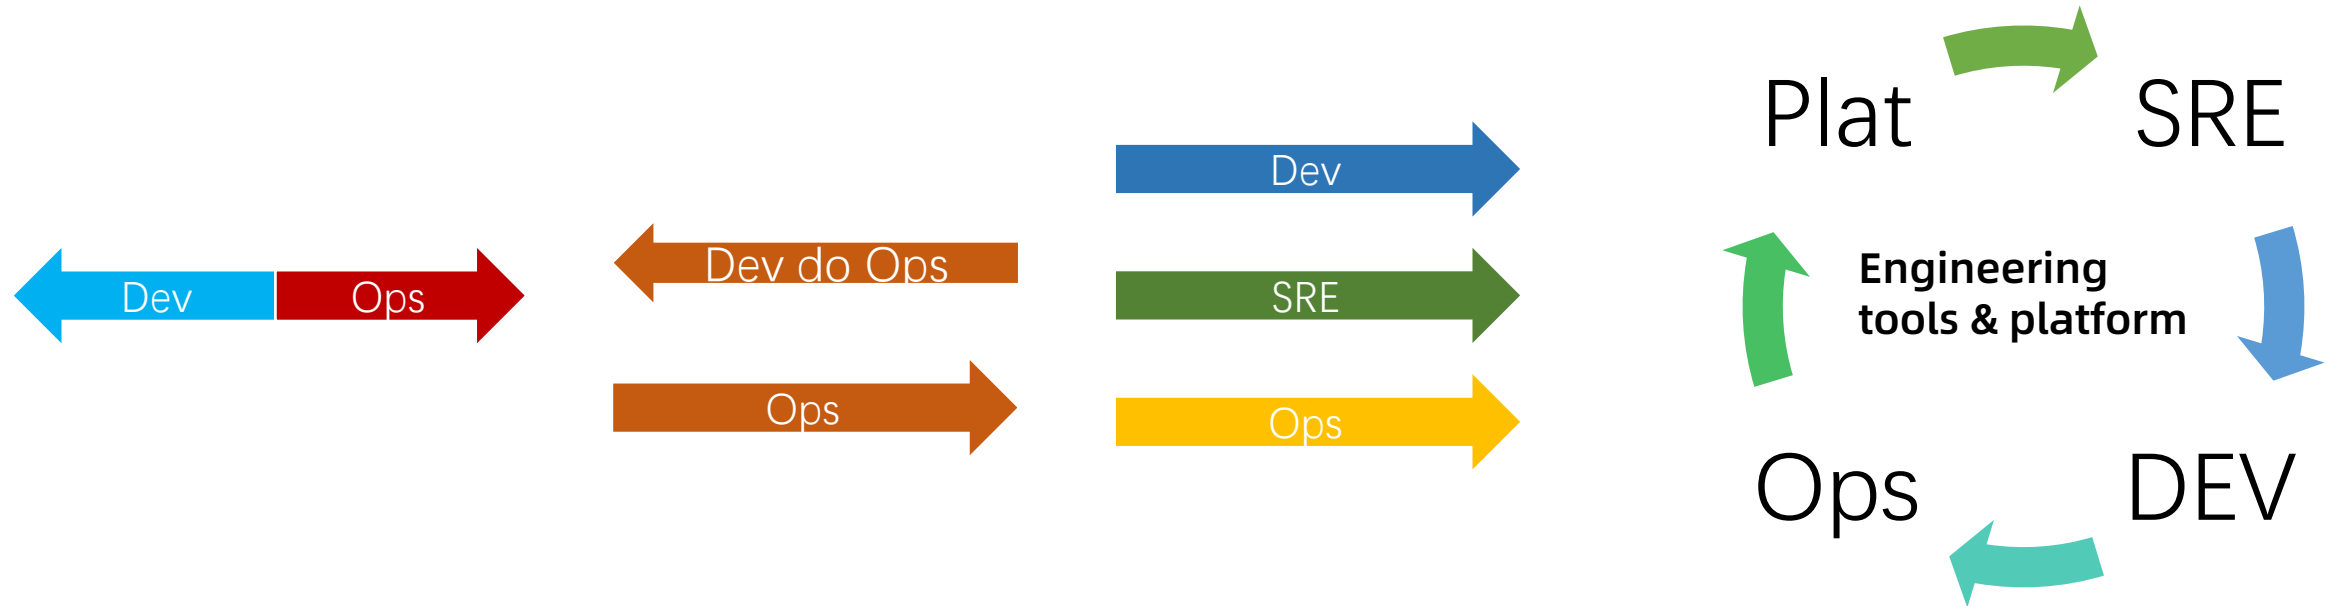 Dev
Ops
Dev do Ops
Ops
Dev
SRE
Ops
Plat
SRE
Engineering
tools & platform
Ops
DEV